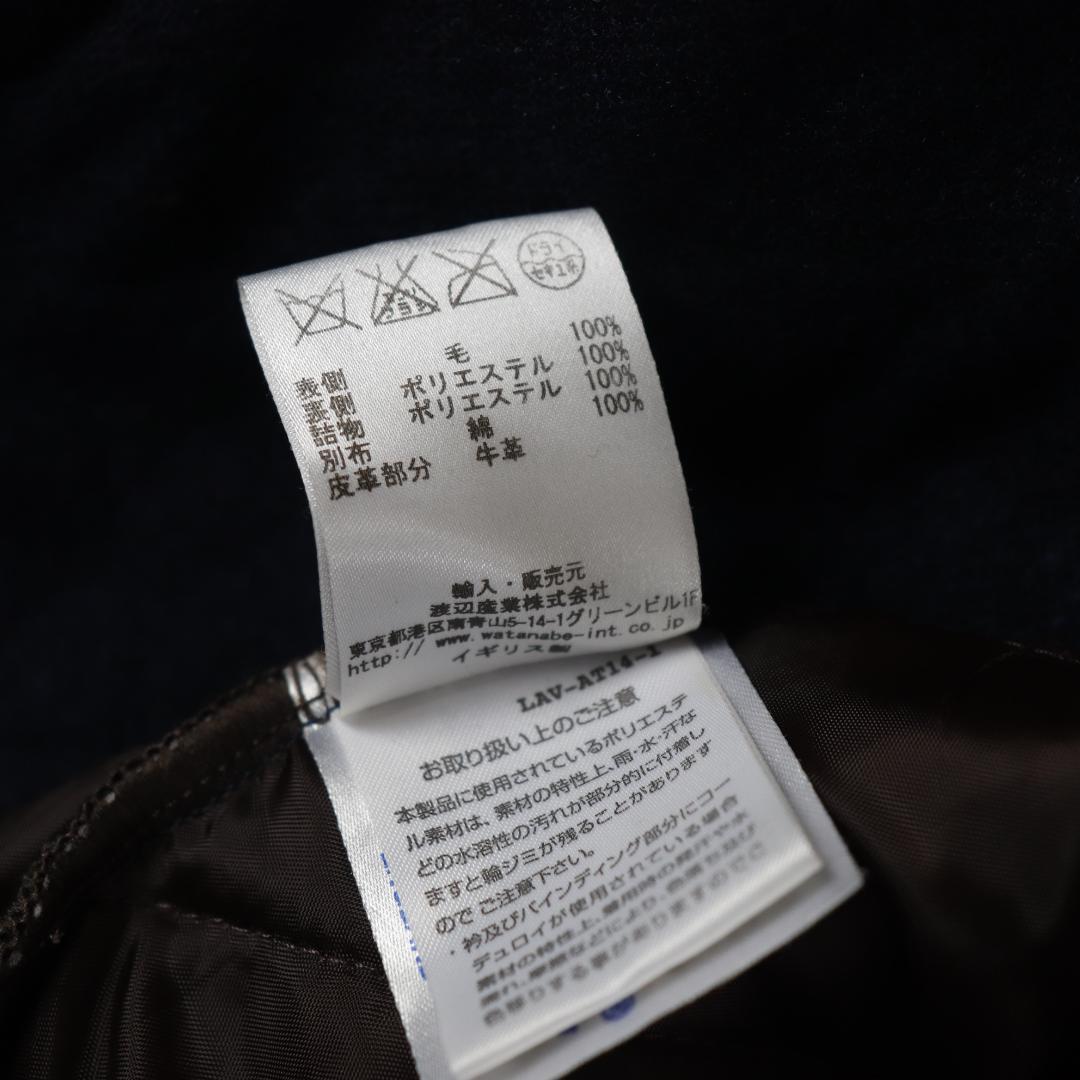 ドライ
セキユ系
表側 毛 100%
裏側 ポリエステル 100%
詰物 ポリエステル 100%
別布 綿 100%
皮革部分 牛革
輸入・販売元
渡辺産業株式会社
東京都港区南青山5-14-1グリーンビル1F
http:// www.watanabe-int.co.jp
イギリス製
LAV-AT14-1
お取り扱い上のご注意
本製品に使用されているポリエステ
ル素材は、素材の特性上、雨・水・汗な
どの水溶性の汚れが部分的に付着し
ますと輪ジミが残ることがあります
ので ご注意下さい。
・衿及びバインディング部分にコー
デュロイが使用されている場合
素材の特性上、着用時の